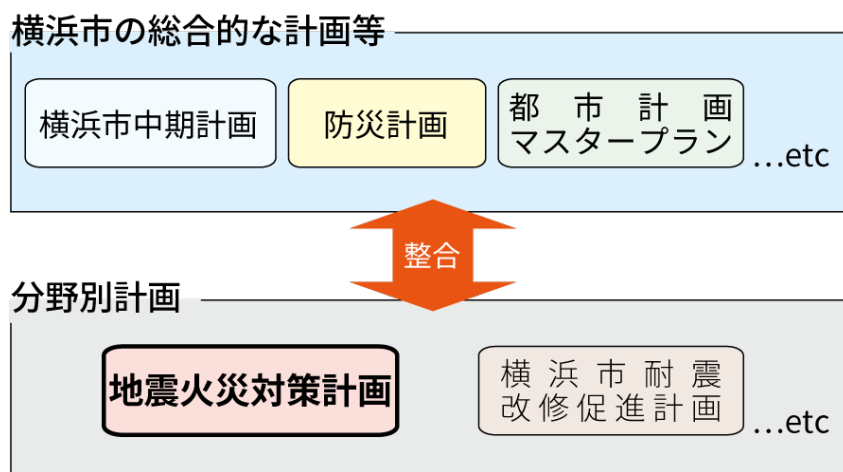 横浜市の総合的な計画等
横浜市中期計画
防災計画
都市計画
マスタープラン
…etc
整合
分野別計画
地震火災対策計画
横浜市耐震
改修促進計画
…etc